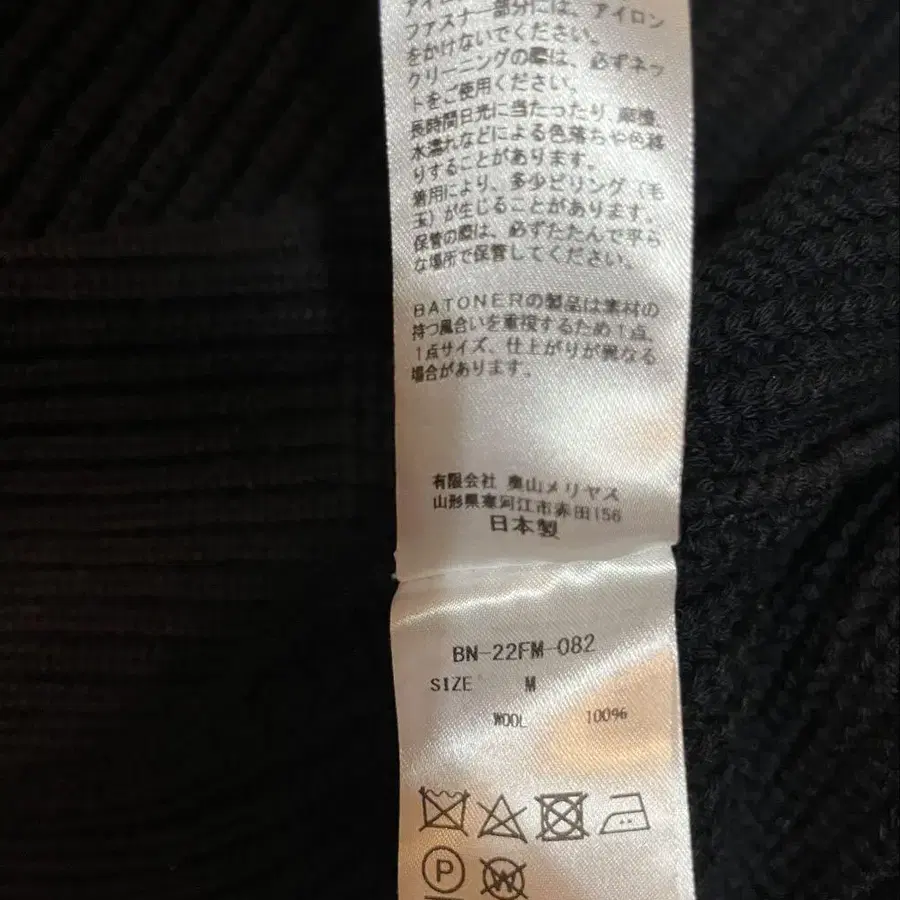 ファスナー部分には、アイロン
をかけないでください。
クリーニングの際は、必ずネッ
トをご使用ください。
長時間日光に当たったり、摩擦、
水濡れなどによる色落ちや色移
りすることがあります。
着用により、多少ピリング（毛
玉）が生じることがあります。
保管の際は、必ずたたんで平ら
な場所で保管してください。
BATONERの製品は素材の
持つ風合いを重視するため1点、
1点サイズ、仕上がりが異なる
場合があります。
有限会社 奥山メリヤス
山形県寒河江市赤田156
日本製
BN-22FM-082
SIZE M
WOOL 100%
P
W